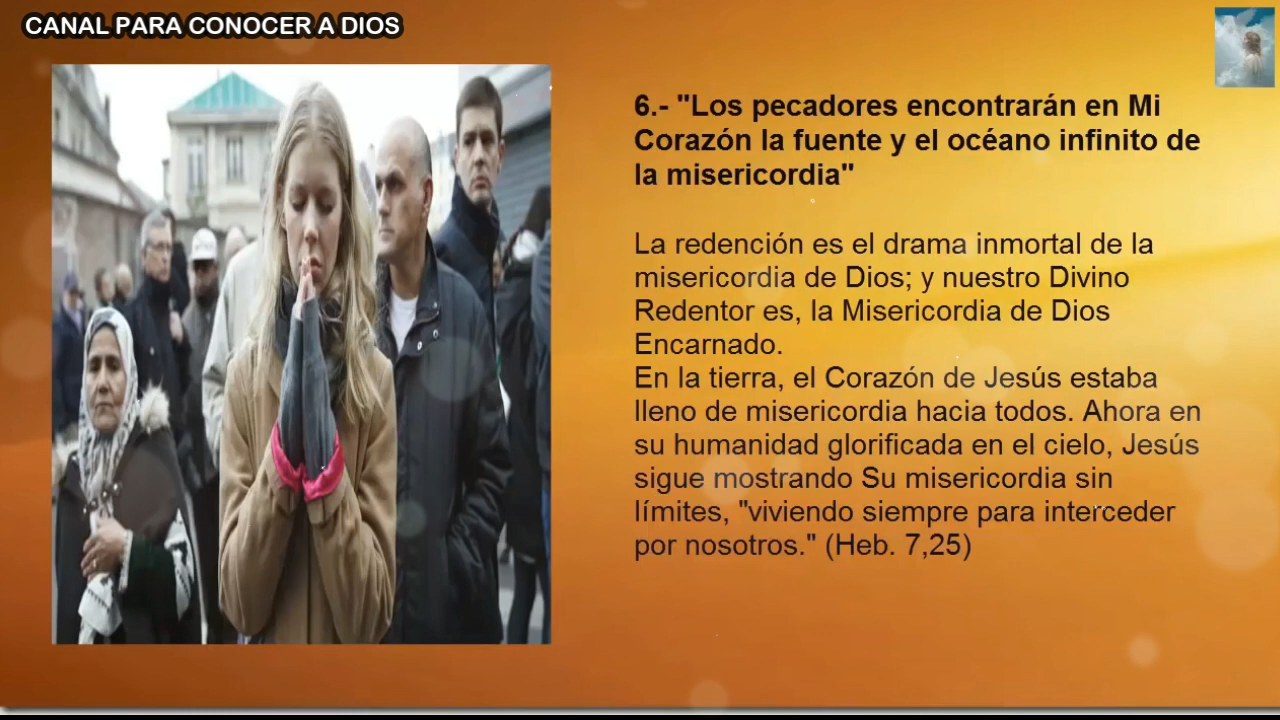 CANAL PARA CONOCER A DIOS
6.- "Los pecadores encontrarán en Mi
Corazón la fuente y el océano infinito de
la misericordia"
La redención es el drama inmortal de la
misericordia de Dios; y nuestro Divino
Redentor es, la Misericordia de Dios
Encarnado.
En la tierra, el Corazón de Jesús estaba
lleno de misericordia hacia todos. Ahora en
su humanidad glorificada en el cielo, Jesús
sigue mostrando Su misericordia sin
límites, "viviendo siempre para interceder
por nosotros." (Heb. 7,25)